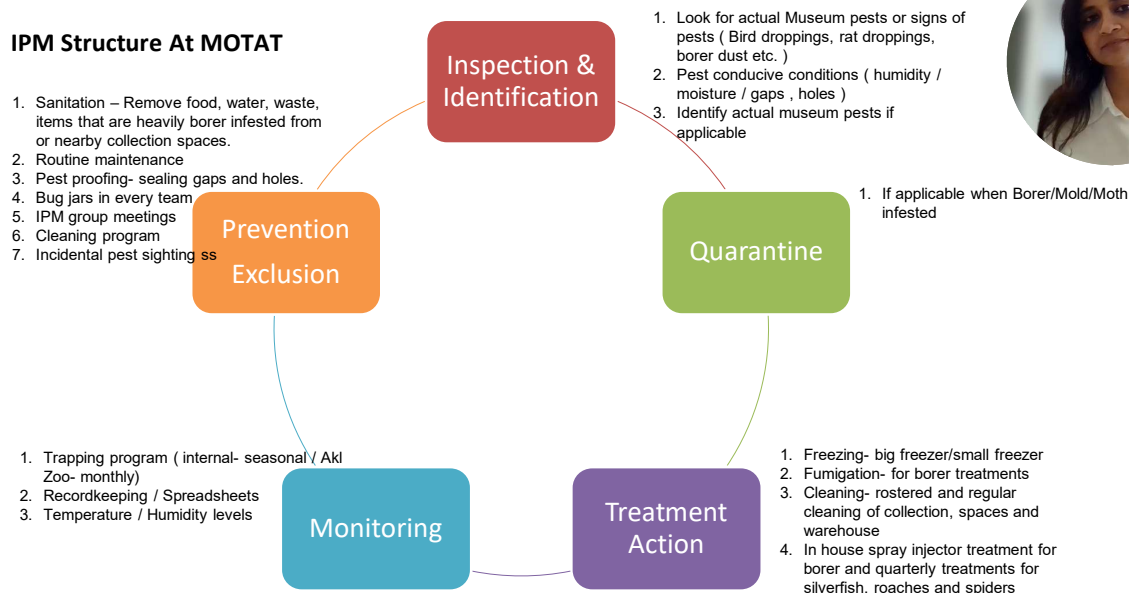 IPM Structure At MOTAT
Inspection &
Identification
1. Look for actual Museum pests or signs of
pests ( Bird droppings, rat droppings,
borer dust etc. )
2. Pest conducive conditions ( humidity /
moisture / gaps , holes )
3. Identify actual museum pests if
applicable
Quarantine
1. If applicable when Borer/Mold/Moth
infested
Treatment
Action
1. Freezing- big freezer/small freezer
2. Fumigation- for borer treatments
3. Cleaning- rostered and regular
cleaning of collection, spaces and
warehouse
4. In house spray injector treatment for
borer and quarterly treatments for
silverfish, roaches and spiders
Monitoring
1. Trapping program ( internal- seasonal / Akl
Zoo- monthly)
2. Recordkeeping / Spreadsheets
3. Temperature / Humidity levels
Prevention
Exclusion
1. Sanitation – Remove food, water, waste,
items that are heavily borer infested from
or nearby collection spaces.
2. Routine maintenance
3. Pest proofing- sealing gaps and holes.
4. Bug jars in every team
5. IPM group meetings
6. Cleaning program
7. Incidental pest sighting ss